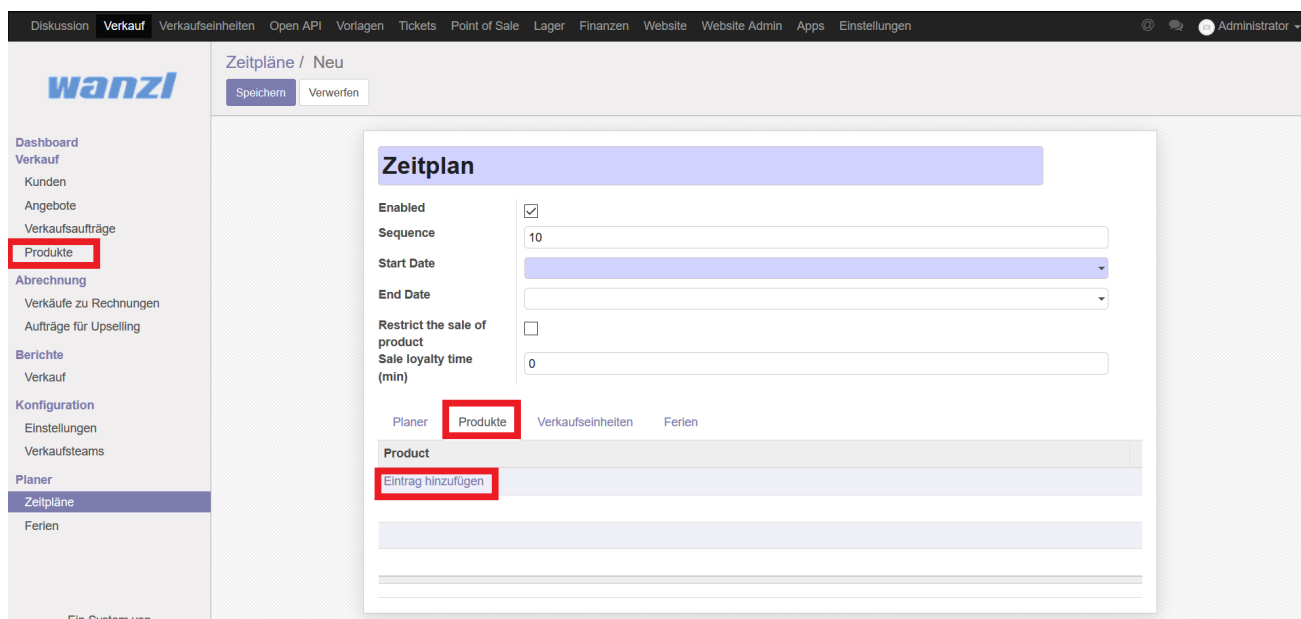 Diskussion Verkauf Verkaufseinheiten Open API Vorlagen Tickets Point of Sale Lager Finanzen Website Website Admin Apps Einstellungen @ Administrator
wanzl
Zeitpläne / Neu
Speichern Verwerfen
Dashboard
Verkauf
Kunden
Angebote
Verkaufsaufträge
Produkte
Abrechnung
Verkäufe zu Rechnungen
Aufträge für Upselling
Berichte
Verkauf
Konfiguration
Einstellungen
Verkaufsteams
Planer
Zeitpläne
Ferien
Ein System von
Zeitplan
Enabled
Sequence
10
Start Date
End Date
Restrict the sale of
product
Sale loyalty time
(min)
0
Planer Produkte Verkaufseinheiten Ferien
Product
Eintrag hinzufügen